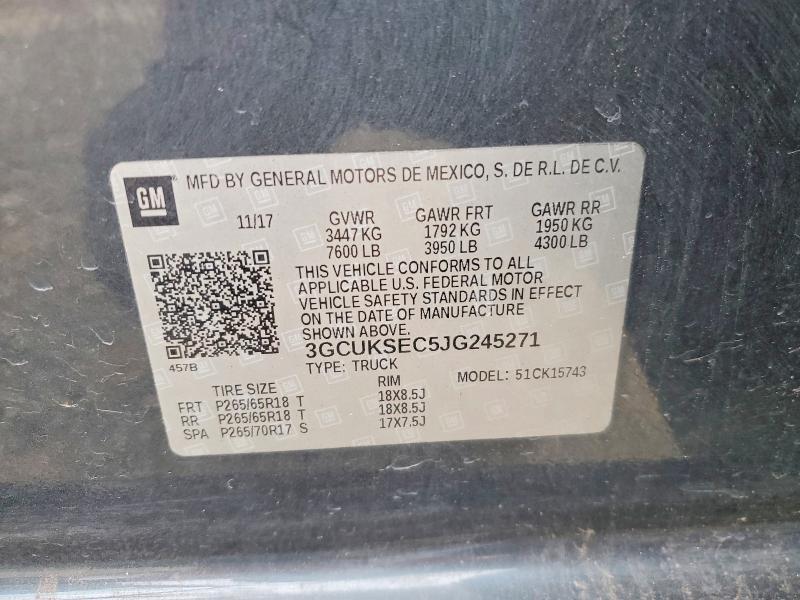 GM MFD BY GENERAL MOTORS DE MEXICO, S. DE R.L. DE C.V.
11/17 GVWR GAWR FRT GAWR RR
3447 KG 1792 KG 1950 KG
7600 LB 3950 LB 4300 LB
THIS VEHICLE CONFORMS TO ALL
APPLICABLE U.S. FEDERAL MOTOR
VEHICLE SAFETY STANDARDS IN EFFECT
ON THE DATE OF MANUFACTURE
SHOWN ABOVE.
457B
3GCUKSEC5JG245271
TYPE: TRUCK MODEL: 51CK15743
TIRE SIZE RIM
FRT P265/65R18 T 18X8.5J
RR P265/65R18 T 18X8.5J
SPA P265/70R17 S 17X7.5J